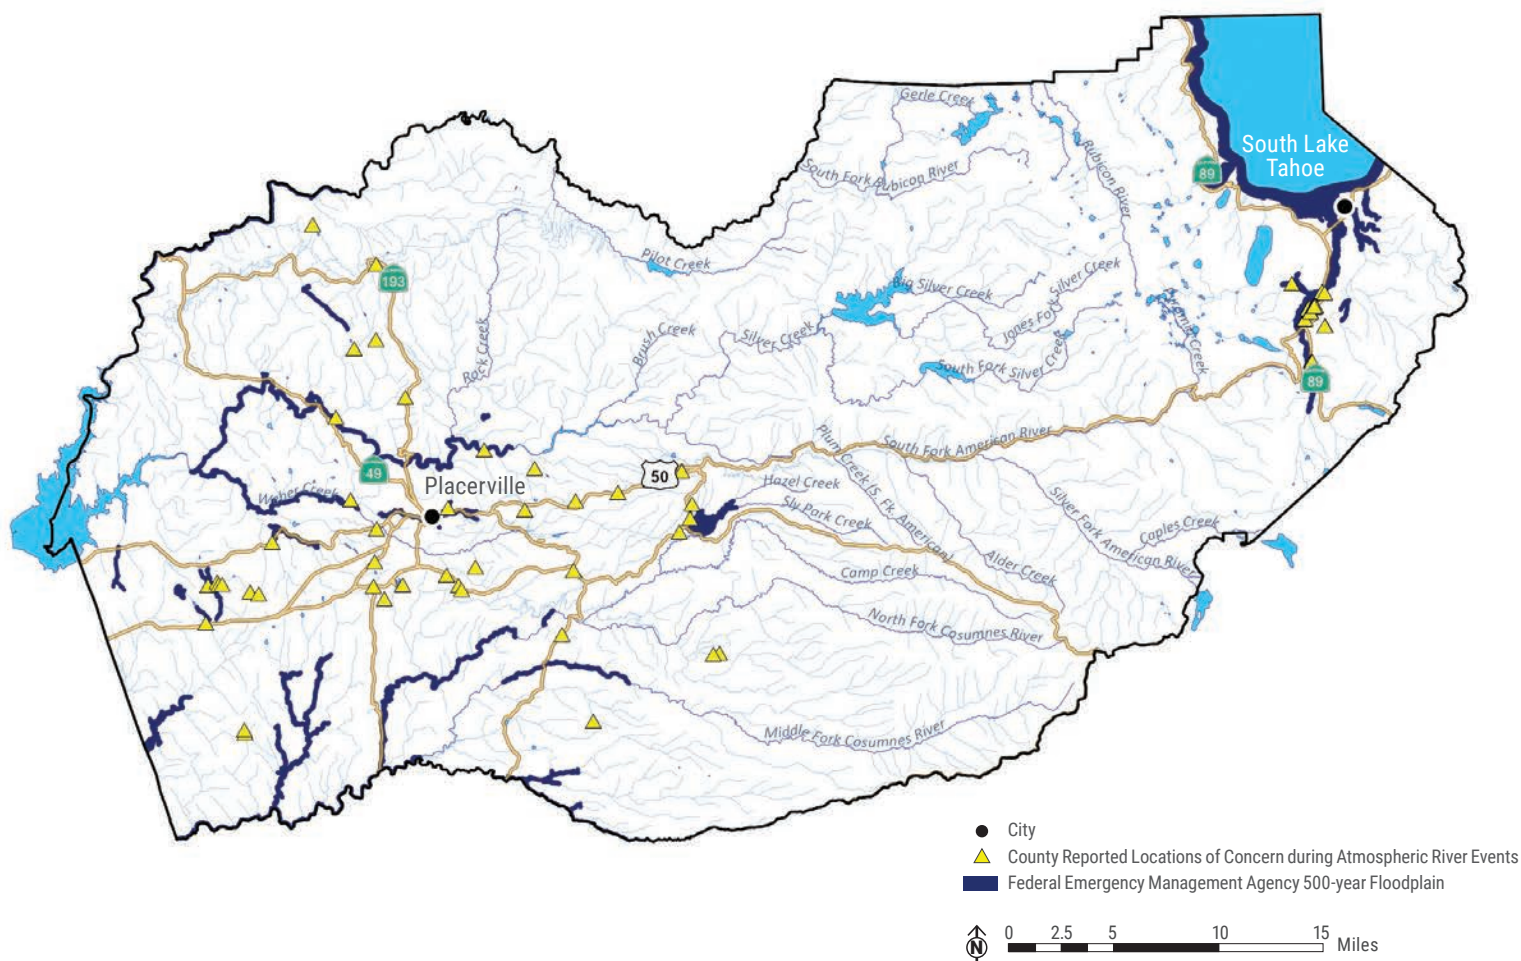 Gerle Creek
South Lake
Tahoe
89
South Fork Rubicon River
Rubicon River
Pilot Creek
193
Big Silver Creek
Jones Fork Silver Creek
Rock Creek
Brush Creek
Silver Creek
South Fork Silver Creek
89
South Fork American River
Plum Creek (S. Fk. American)
49
Placerville
50
Weber Creek
Hazel Creek
Sly Park Creek
Silver Fork American River
Caples Creek
Alder Creek
Camp Creek
North Fork Cosumnes River
Middle Fork Cosumnes River
City
County Reported Locations of Concern during Atmospheric River Events
Federal Emergency Management Agency 500-year Floodplain
N
0 2.5 5 10 15 Miles